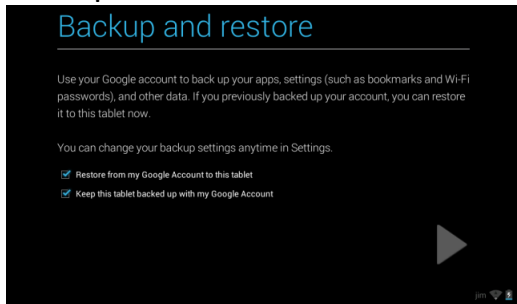 Backup and restore
Use your Google account to back up your apps, settings (such as bookmarks and Wi-Fi
passwords), and other data. If you previously backed up your account, you can restore
it to this tablet now.
You can change your backup settings anytime in Settings.
Restore from my Google Account to this tablet
Keep this tablet backed up with my Google Account
jim